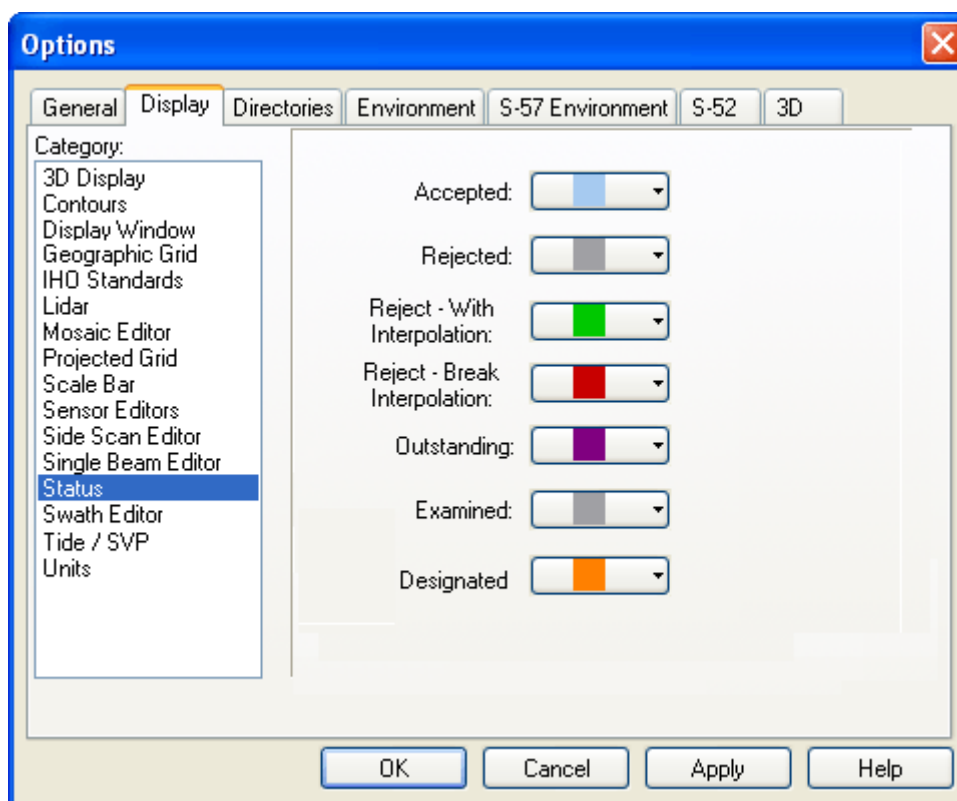 Options
General Display Directories Environment S-57 Environment S-52 3D
Category:
3D Display
Contours
Display Window
Geographic Grid
IHO Standards
Lidar
Mosaic Editor
Projected Grid
Scale Bar
Sensor Editors
Side Scan Editor
Single Beam Editor
Status
Swath Editor
Tide / SVP
Units
Accepted:
Rejected:
Reject - With
Interpolation:
Reject - Break
Interpolation:
Outstanding:
Examined:
Designated
OK Cancel Apply Help